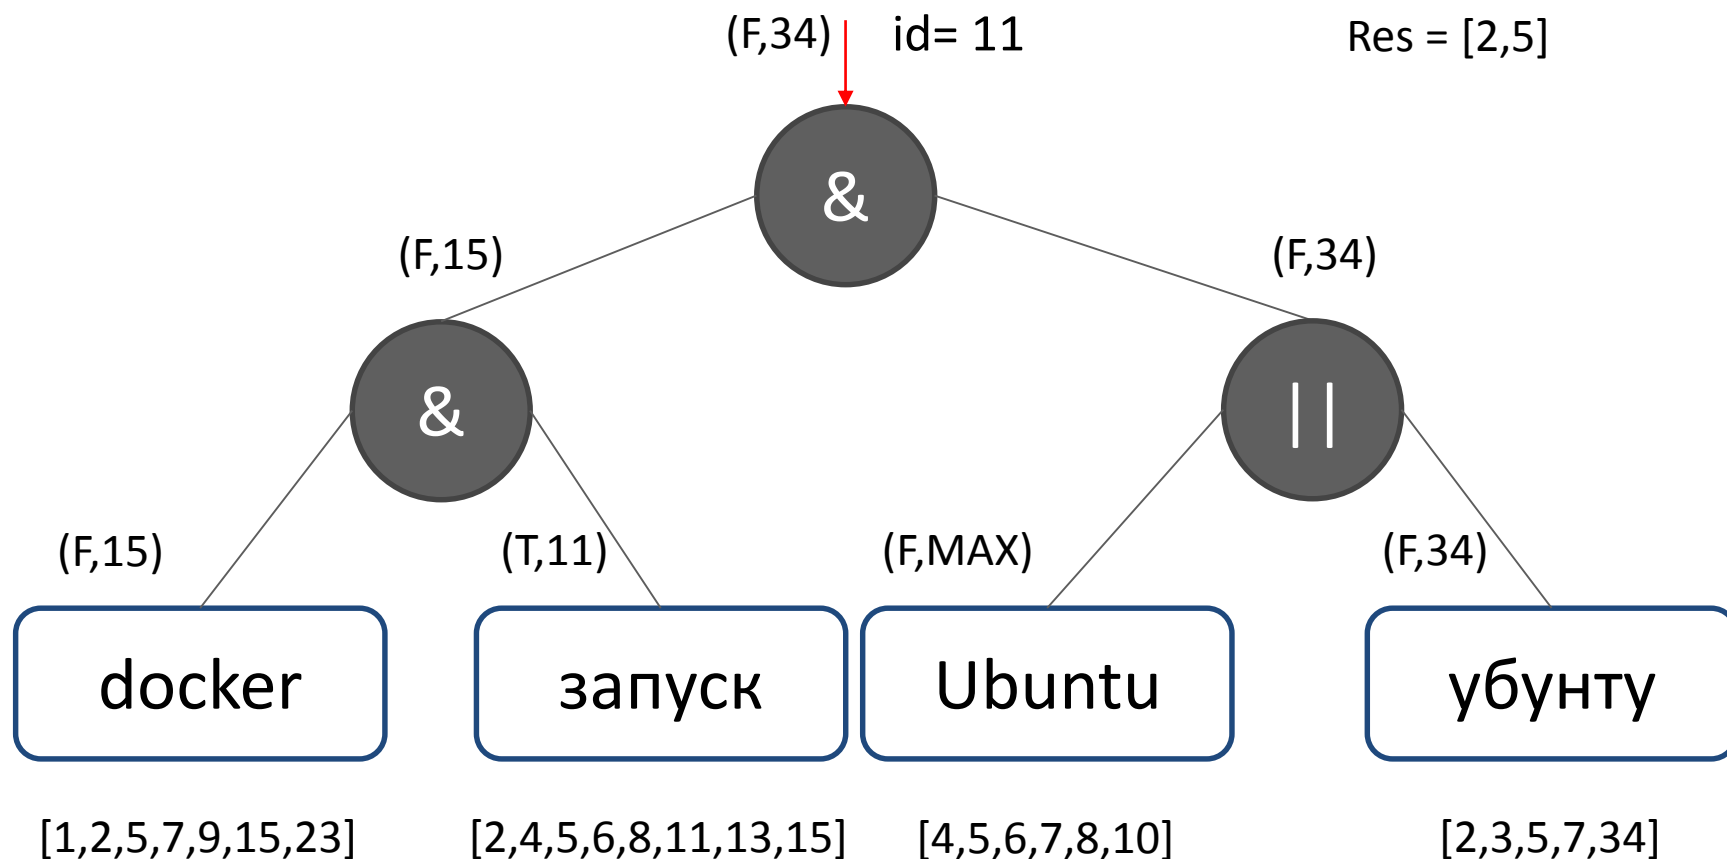 (F,34) id= 11 Res = [2,5]
&
(F,15) (F,34)
& ||
(F,15) (T,11) (F,MAX) (F,34)
docker запуск Ubuntu убунту
[1,2,5,7,9,15,23] [2,4,5,6,8,11,13,15] [4,5,6,7,8,10] [2,3,5,7,34]